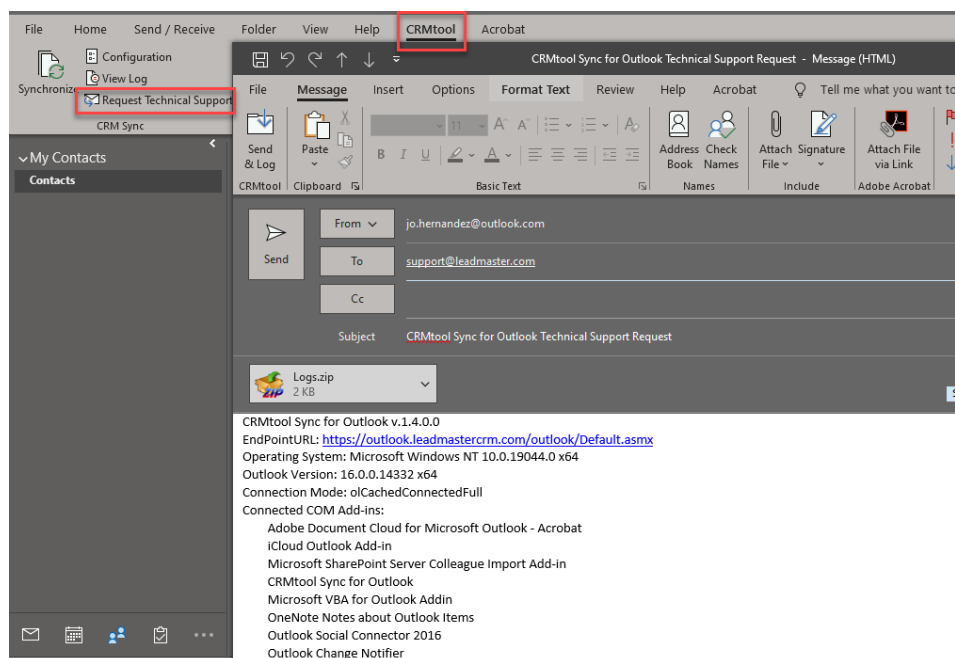 File Home Send / Receive Folder View Help CRMtool Acrobat
Synchronize
Configuration
View Log
Request Technical Support
CRM Sync
My Contacts
Contacts
CRMtool Sync for Outlook Technical Support Request - Message (HTML)
File Message Insert Options Format Text Review Help Acrobat Tell me what you want to
Send & Log
Paste
11
A A
B I U A
Address Book
Check Names
Attach File
Signature
Attach File via Link
CRMtool Clipboard Basic Text Names Include Adobe Acrobat
Send
From jo.hernandez@outlook.com
To support@leadmaster.com
Cc
Subject CRMtool Sync for Outlook Technical Support Request
ZIP
Logs.zip
2 KB
CRMtool Sync for Outlook v.1.4.0.0
EndPointURL: https://outlook.leadmastercrm.com/outlook/Default.asmx
Operating System: Microsoft Windows NT 10.0.19044.0 x64
Outlook Version: 16.0.0.14332 x64
Connection Mode: olCachedConnectedFull
Connected COM Add-ins:
Adobe Document Cloud for Microsoft Outlook - Acrobat
iCloud Outlook Add-in
Microsoft SharePoint Server Colleague Import Add-in
CRMtool Sync for Outlook
Microsoft VBA for Outlook Addin
OneNote Notes about Outlook Items
Outlook Social Connector 2016
Outlook Change Notifier